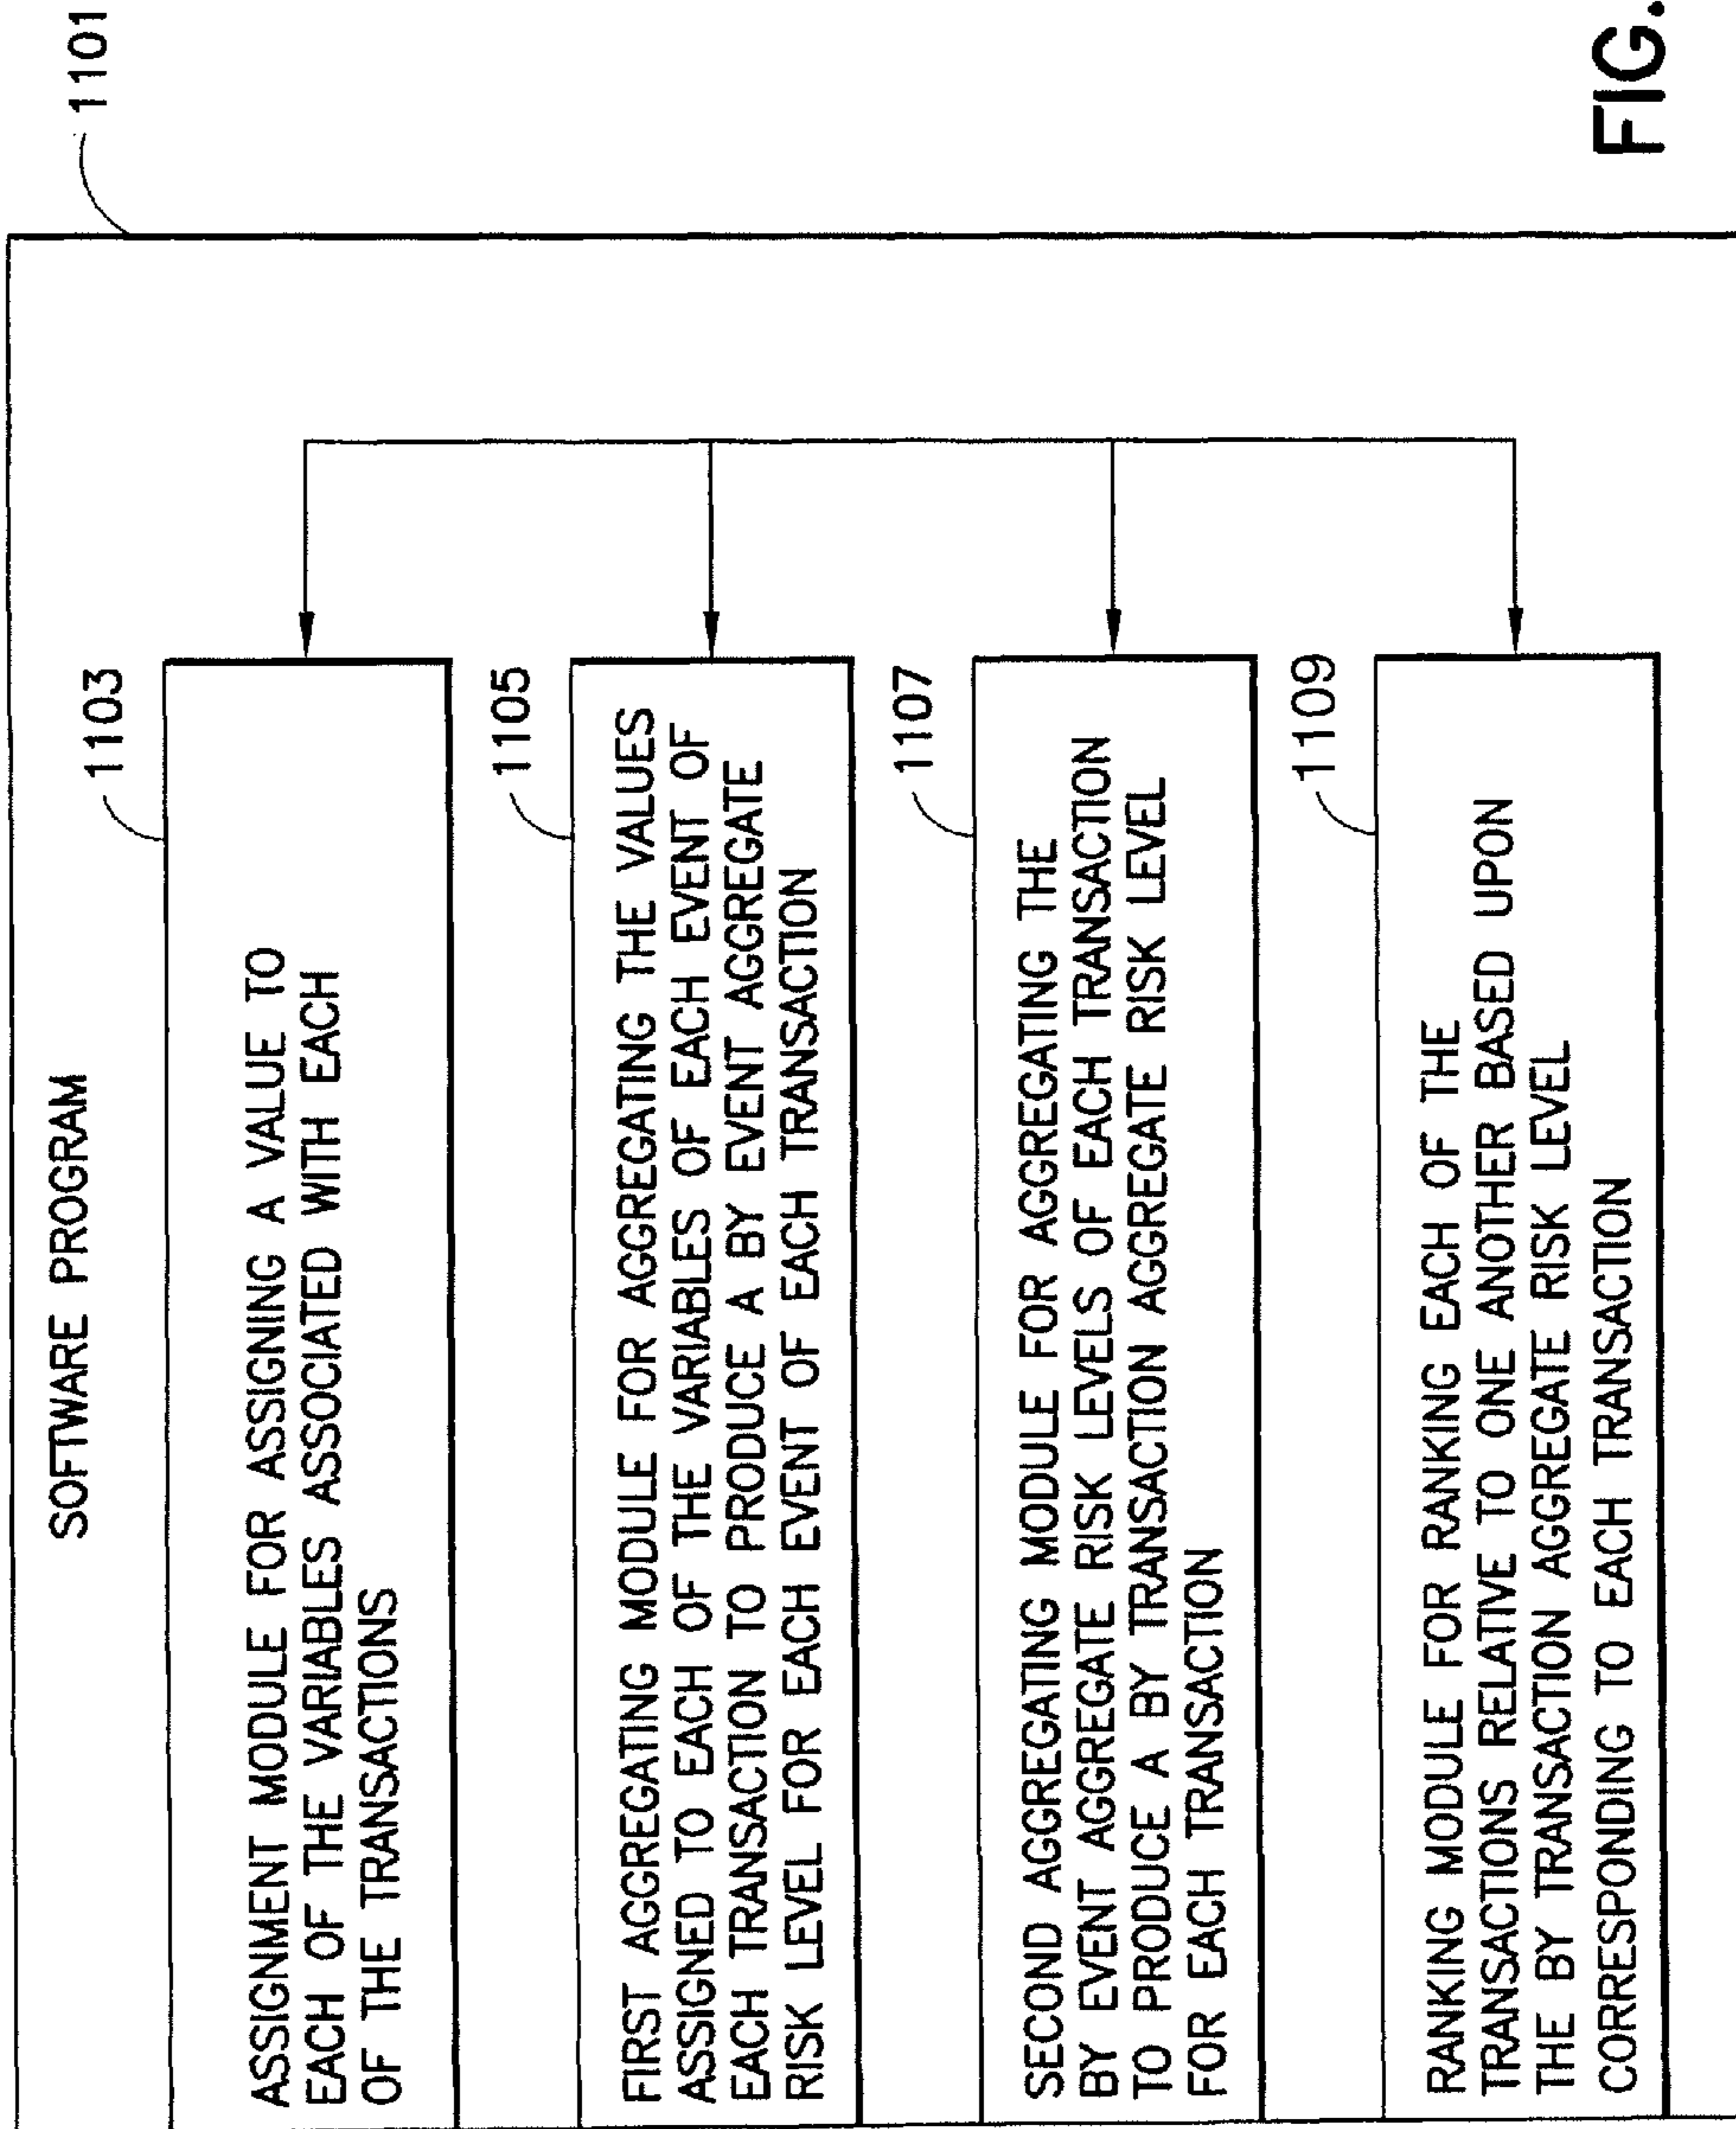 SOFTWARE PROGRAM
1101
1103
ASSIGNMENT MODULE FOR ASSIGNING A VALUE TO
EACH OF THE VARIABLES ASSOCIATED WITH EACH
OF THE TRANSACTIONS
1105
FIRST AGGREGATING MODULE FOR AGGREGATING THE VALUES
ASSIGNED TO EACH OF THE VARIABLES OF EACH EVENT OF
EACH TRANSACTION TO PRODUCE A BY EVENT AGGREGATE
RISK LEVEL FOR EACH EVENT OF EACH TRANSACTION
1107
SECOND AGGREGATING MODULE FOR AGGREGATING THE
BY EVENT AGGREGATE RISK LEVELS OF EACH TRANSACTION
TO PRODUCE A BY TRANSACTION AGGREGATE RISK LEVEL
FOR EACH TRANSACTION
1109
RANKING MODULE FOR RANKING EACH OF THE
TRANSACTIONS RELATIVE TO ONE ANOTHER BASED UPON
THE BY TRANSACTION AGGREGATE RISK LEVEL
CORRESPONDING TO EACH TRANSACTION
FIG.